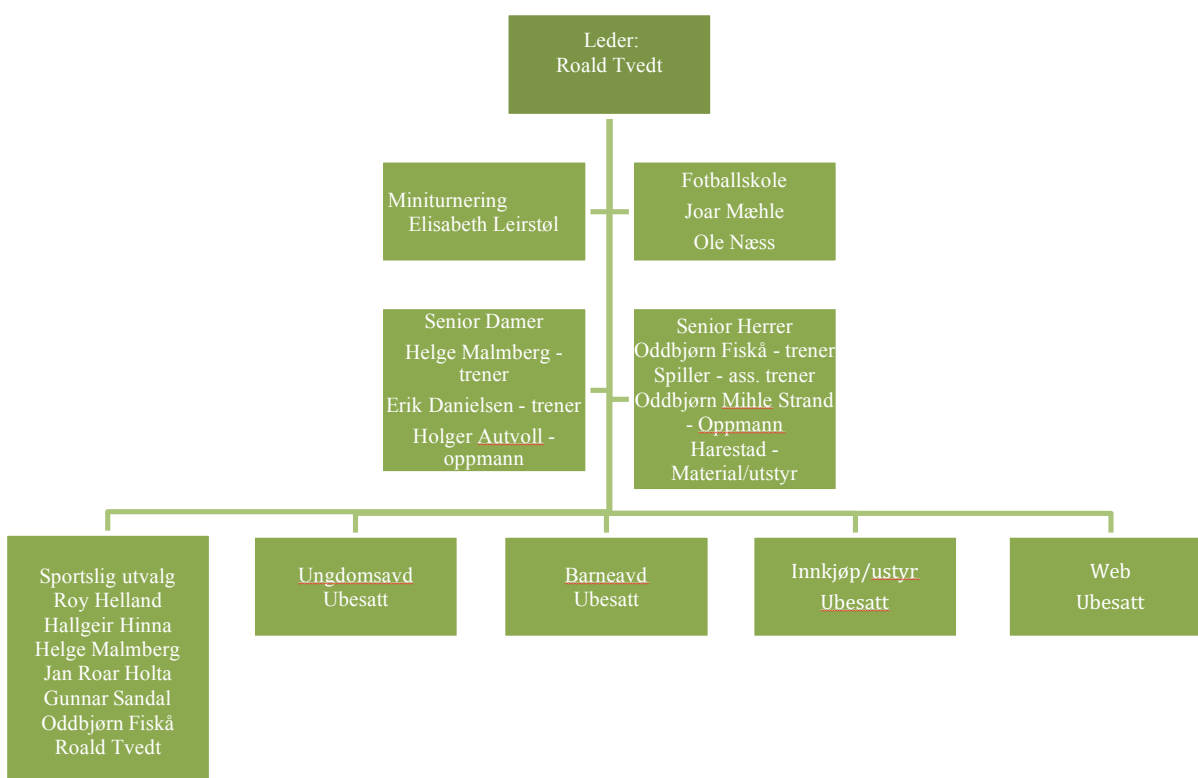 Leder:
Roald Tvedt
Miniturnering
Elisabeth Leirstøl
Fotballskole
Joar Mæhle
Ole Næss
Senior Damer
Helge Malmberg -
trener
Erik Danielsen - trener
Holger Autvoll -
oppmann
Senior Herrer
Oddbjørn Fiskå - trener
Spiller - ass. trener
Oddbjørn Mihle Strand
- Oppmann
Harestad -
Material/utstyr
Sportslig utvalg
Roy Helland
Hallgeir Hinna
Helge Malmberg
Jan Roar Holta
Gunnar Sandal
Oddbjørn Fiskå
Roald Tvedt
Ungdomsavd
Ubesatt
Barneavd
Ubesatt
Innkjøp/ustyr
Ubesatt
Web
Ubesatt